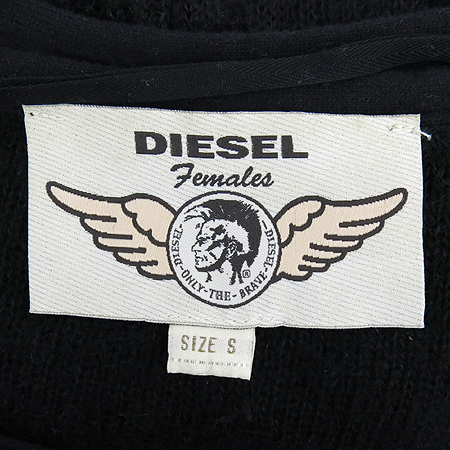 DIESEL
Females
DIESEL-ONLY-THE-BRAVE-DIESEL
®
SIZE S